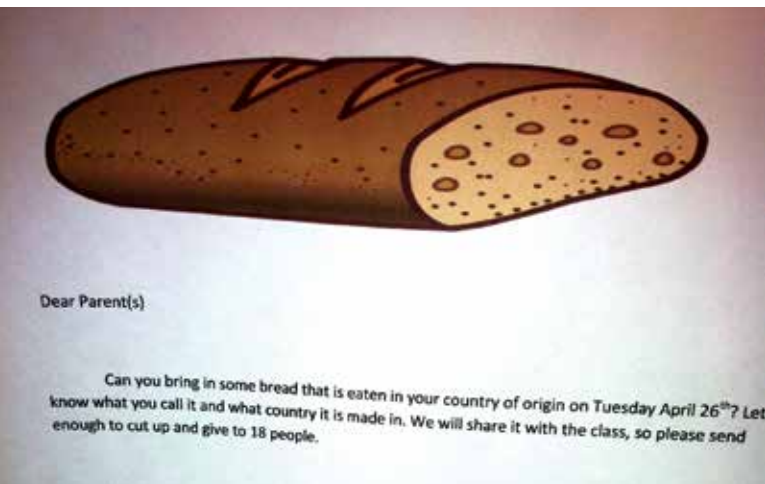 Dear Parent(s)
Can you bring in some bread that is eaten in your country of origin on Tuesday April 26th? Let
know what you call it and what country it is made in. We will share it with the class, so please send
enough to cut up and give to 18 people.